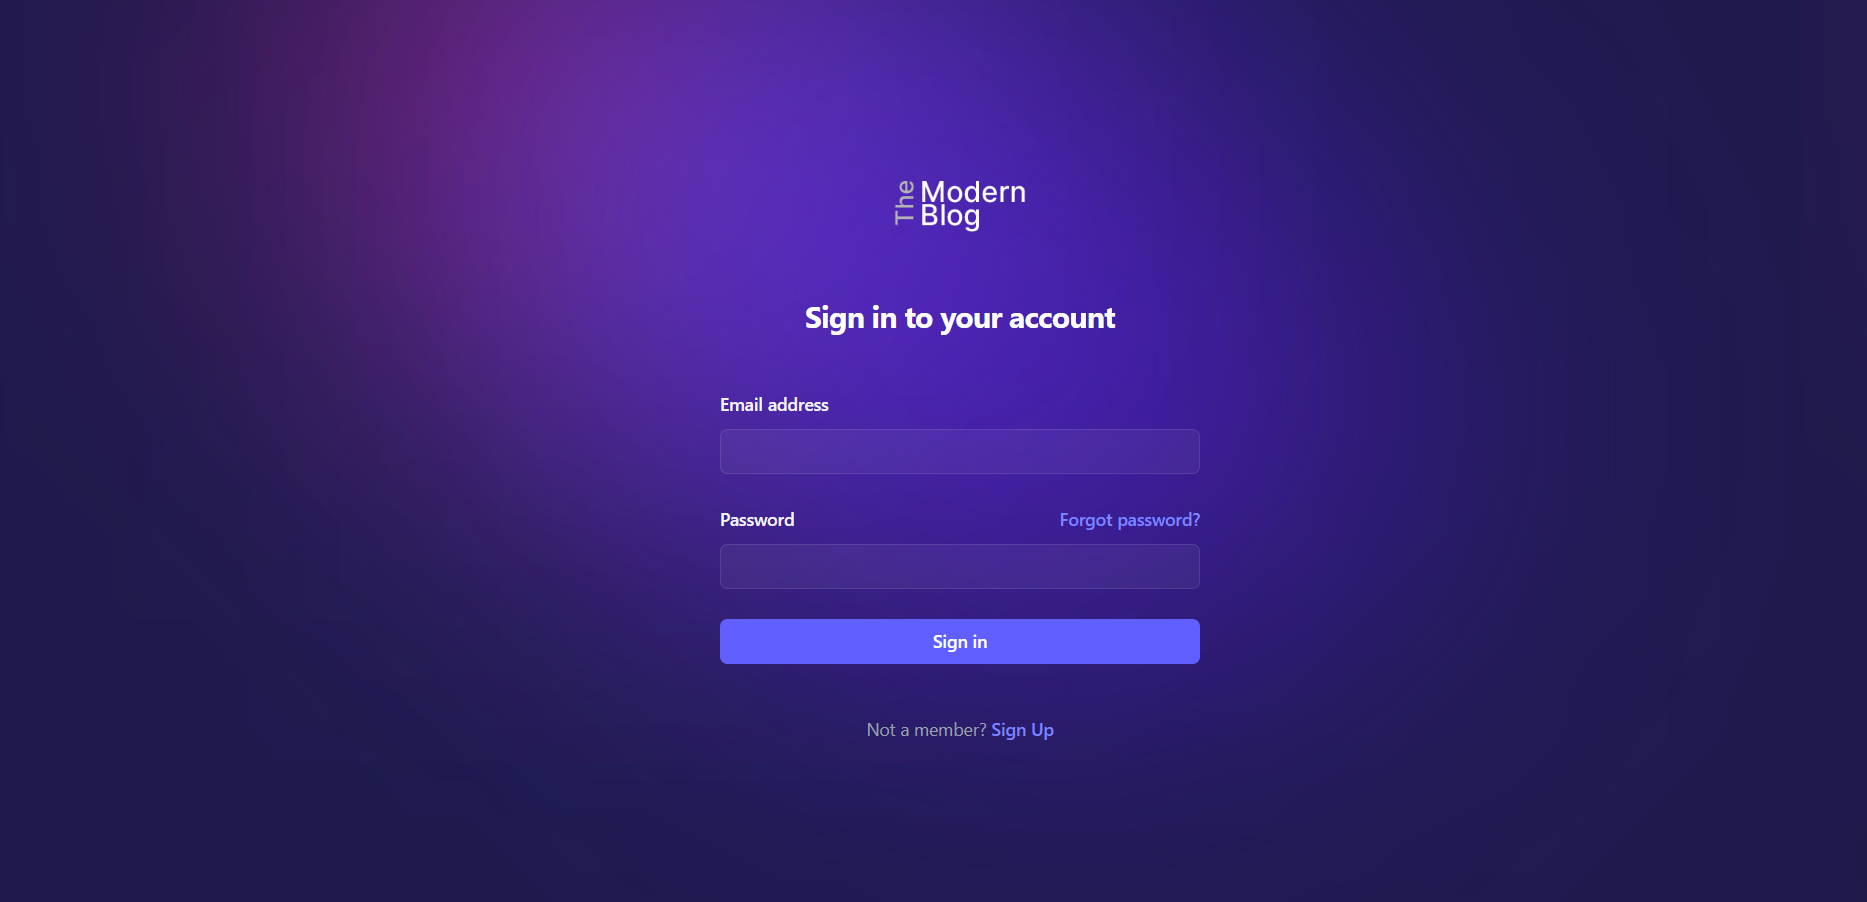 The Modern
Blog
Sign in to your account
Email address
Password Forgot password?
Sign in
Not a member? Sign Up